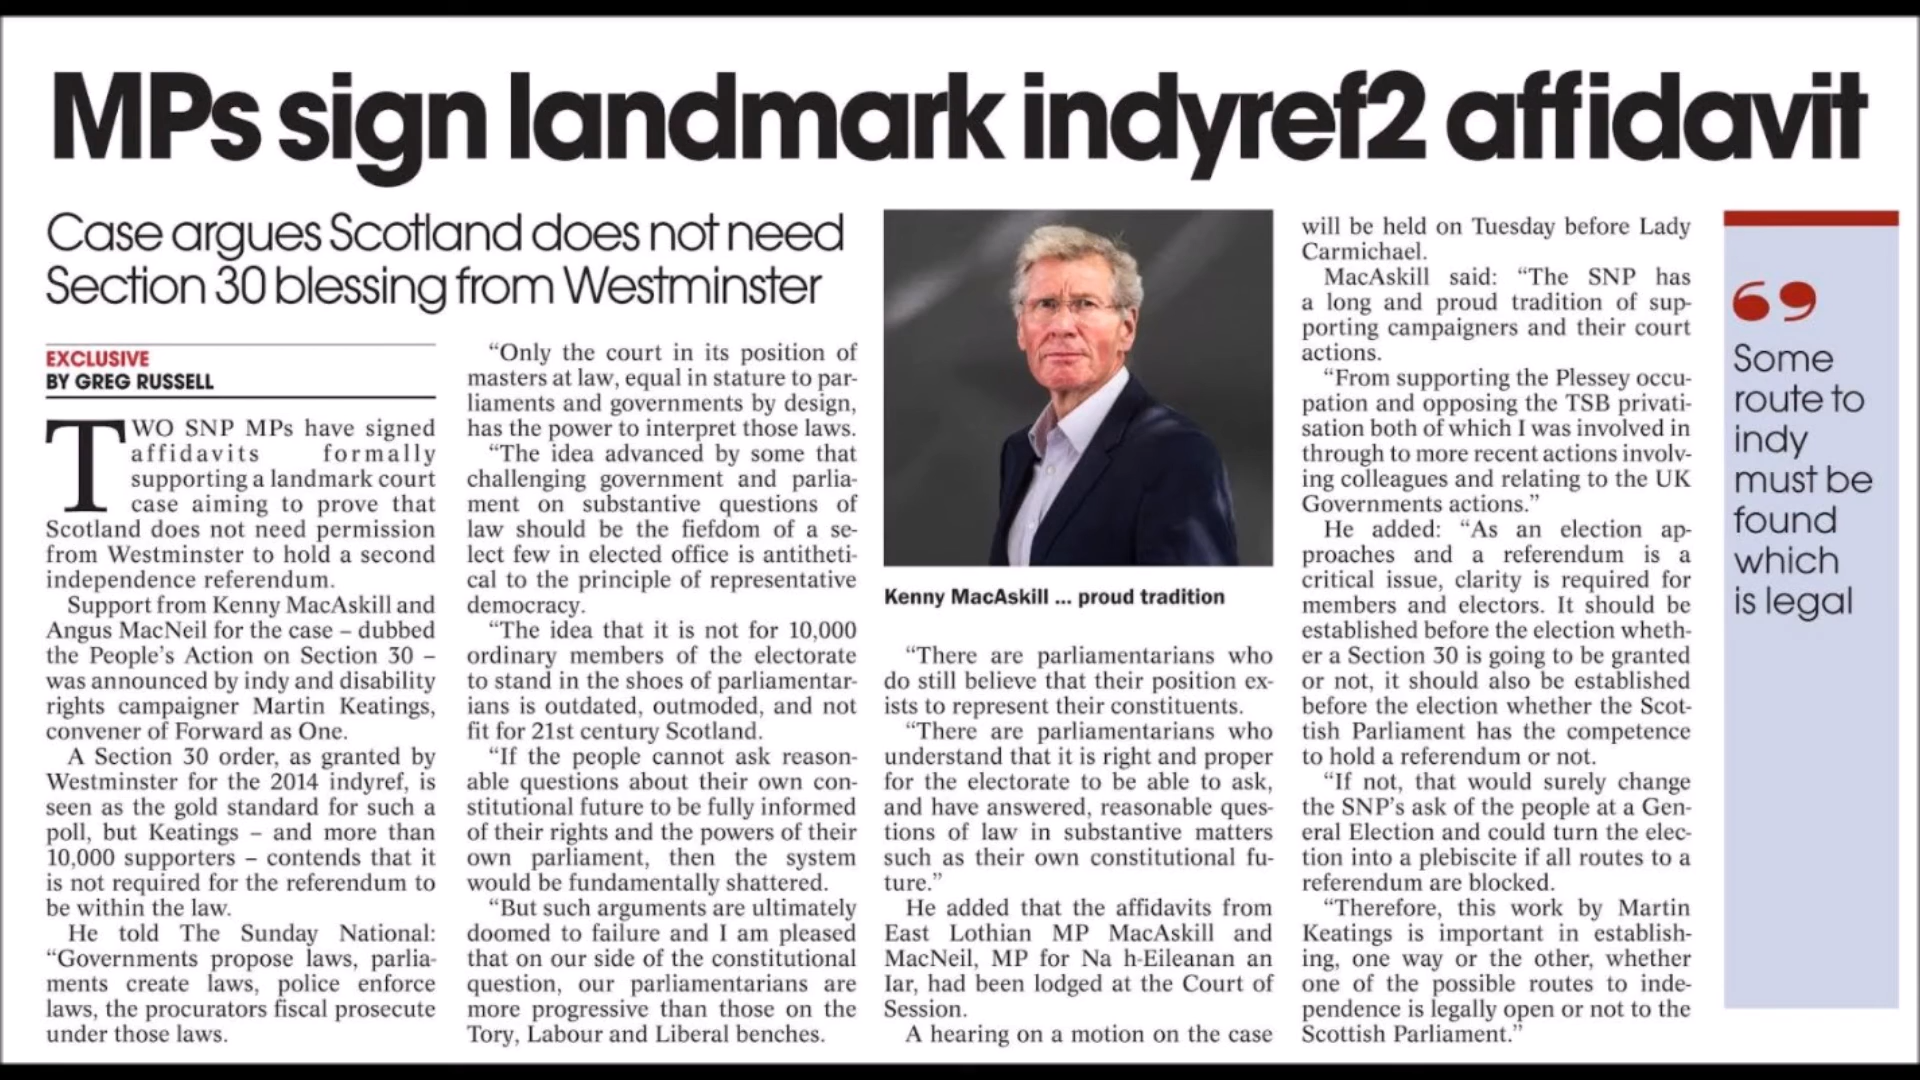 MPs sign landmark indyref2 affidavit
Case argues Scotland does not need
Section 30 blessing from Westminster
EXCLUSIVE
BY GREG RUSSELL
TWO SNP MPs have signed
affidavits formally
supporting a landmark court
case aiming to prove that
Scotland does not need permission
from Westminster to hold a second
independence referendum.
Support from Kenny MacAskill and
Angus MacNeil for the case – dubbed
the People’s Action on Section 30 –
was announced by indy and disability
rights campaigner Martin Keatings,
convener of Forward as One.
A Section 30 order, as granted by
Westminster for the 2014 indyref, is
seen as the gold standard for such a
poll, but Keatings – and more than
10,000 supporters – contends that it
is not required for the referendum to
be within the law.
He told The Sunday National:
“Governments propose laws, parlia-
ments create laws, police enforce
laws, the procurators fiscal prosecute
under those laws.
“Only the court in its position of
masters at law, equal in stature to par-
liaments and governments by design,
has the power to interpret those laws.
“The idea advanced by some that
challenging government and parlia-
ment on substantive questions of
law should be the fiefdom of a se-
lect few in elected office is antitheti-
cal to the principle of representative
democracy.
“The idea that it is not for 10,000
ordinary members of the electorate
to stand in the shoes of parliamentar-
ians is outdated, outmoded, and not
fit for 21st century Scotland.
“If the people cannot ask reason-
able questions about their own con-
stitutional future to be fully informed
of their rights and the powers of their
own parliament, then the system
would be fundamentally shattered.
“But such arguments are ultimately
doomed to failure and I am pleased
that on our side of the constitutional
question, our parliamentarians are
more progressive than those on the
Tory, Labour and Liberal benches.
Kenny MacAskill ... proud tradition
“There are parliamentarians who
do still believe that their position ex-
ists to represent their constituents.
“There are parliamentarians who
understand that it is right and proper
for the electorate to be able to ask,
and have answered, reasonable ques-
tions of law in substantive matters
such as their own constitutional fu-
ture.”
He added that the affidavits from
East Lothian MP MacAskill and
MacNeil, MP for Na h-Eileanan an
Iar, had been lodged at the Court of
Session.
A hearing on a motion on the case
will be held on Tuesday before Lady
Carmichael.
MacAskill said: “The SNP has
a long and proud tradition of sup-
porting campaigners and their court
actions.
“From supporting the Plessey occu-
pation and opposing the TSB privati-
sation both of which I was involved in
through to more recent actions involv-
ing colleagues and relating to the UK
Governments actions.”
He added: “As an election ap-
proaches and a referendum is a
critical issue, clarity is required for
members and electors. It should be
established before the election wheth-
er a Section 30 is going to be granted
or not, it should also be established
before the election whether the Scot-
tish Parliament has the competence
to hold a referendum or not.
“If not, that would surely change
the SNP’s ask of the people at a Gen-
eral Election and could turn the elec-
tion into a plebiscite if all routes to a
referendum are blocked.
“Therefore, this work by Martin
Keatings is important in establish-
ing, one way or the other, whether
one of the possible routes to inde-
pendence is legally open or not to the
Scottish Parliament.”
Some
route to
indy
must be
found
which
is legal